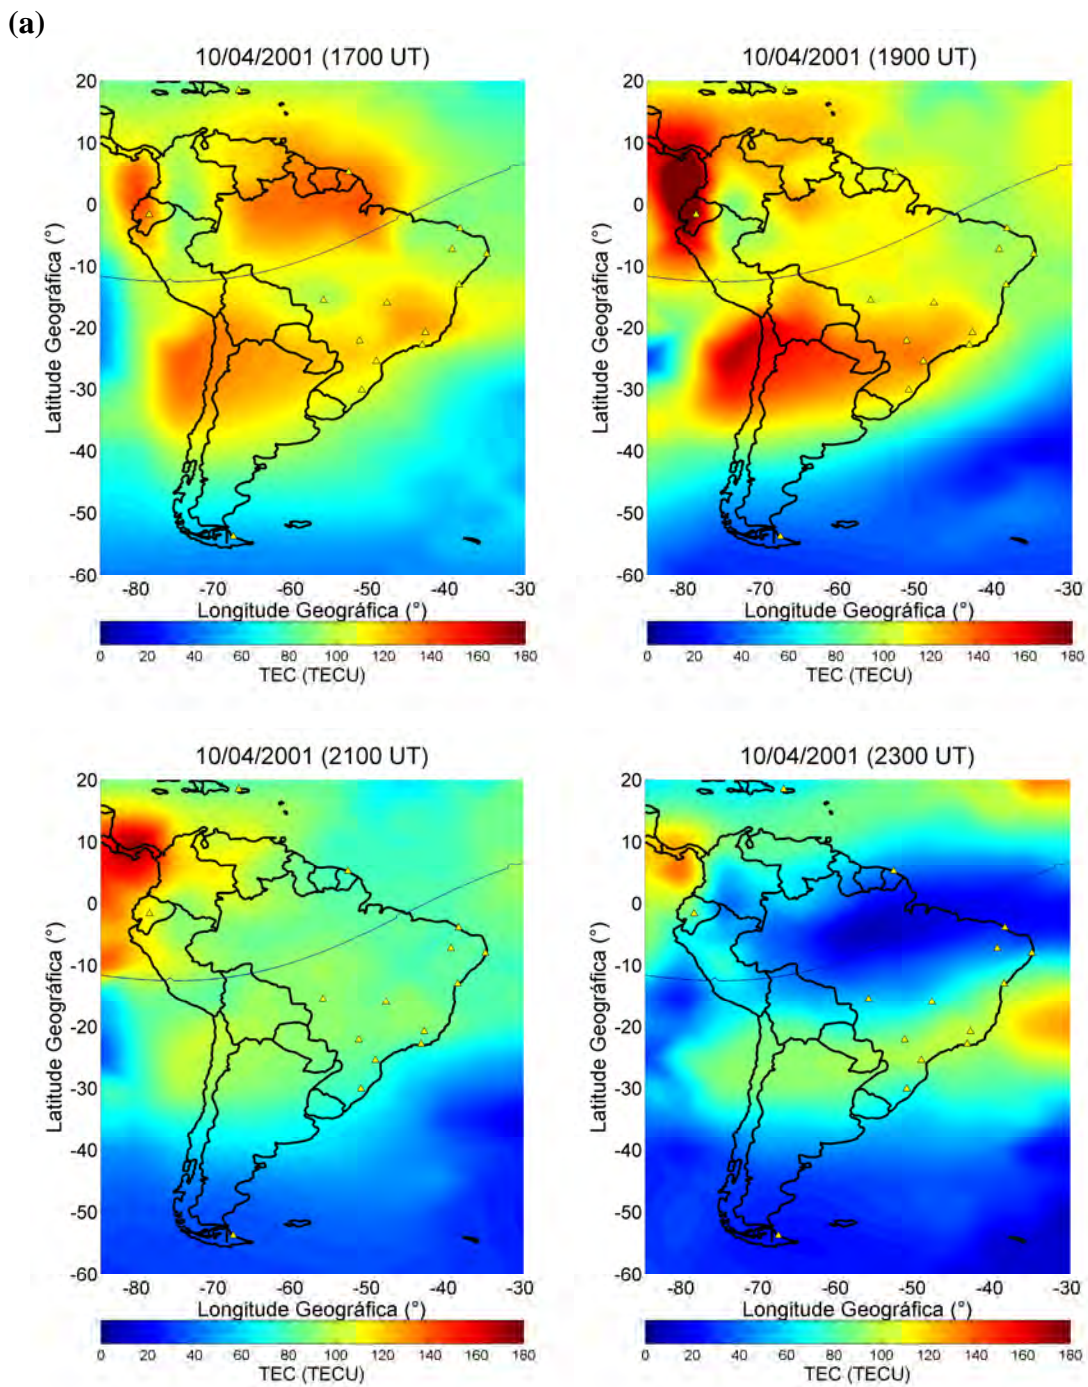 (a)
10/04/2001 (1700 UT)
20
10
0
-10
-20
-30
-40
-50
-60
Latitude Geográfica (°)
-80 -70 -60 -50 -40 -30
Longitude Geográfica (°)
0 20 40 60 80 100 120 140 160 180
TEC (TECU)
10/04/2001 (1900 UT)
20
10
0
-10
-20
-30
-40
-50
-60
Latitude Geográfica (°)
-80 -70 -60 -50 -40 -30
Longitude Geográfica (°)
0 20 40 60 80 100 120 140 160 180
TEC (TECU)
10/04/2001 (2100 UT)
20
10
0
-10
-20
-30
-40
-50
-60
Latitude Geográfica (°)
-80 -70 -60 -50 -40 -30
Longitude Geográfica (°)
0 20 40 60 80 100 120 140 160 180
TEC (TECU)
10/04/2001 (2300 UT)
20
10
0
-10
-20
-30
-40
-50
-60
Latitude Geográfica (°)
-80 -70 -60 -50 -40 -30
Longitude Geográfica (°)
0 20 40 60 80 100 120 140 160 180
TEC (TECU)